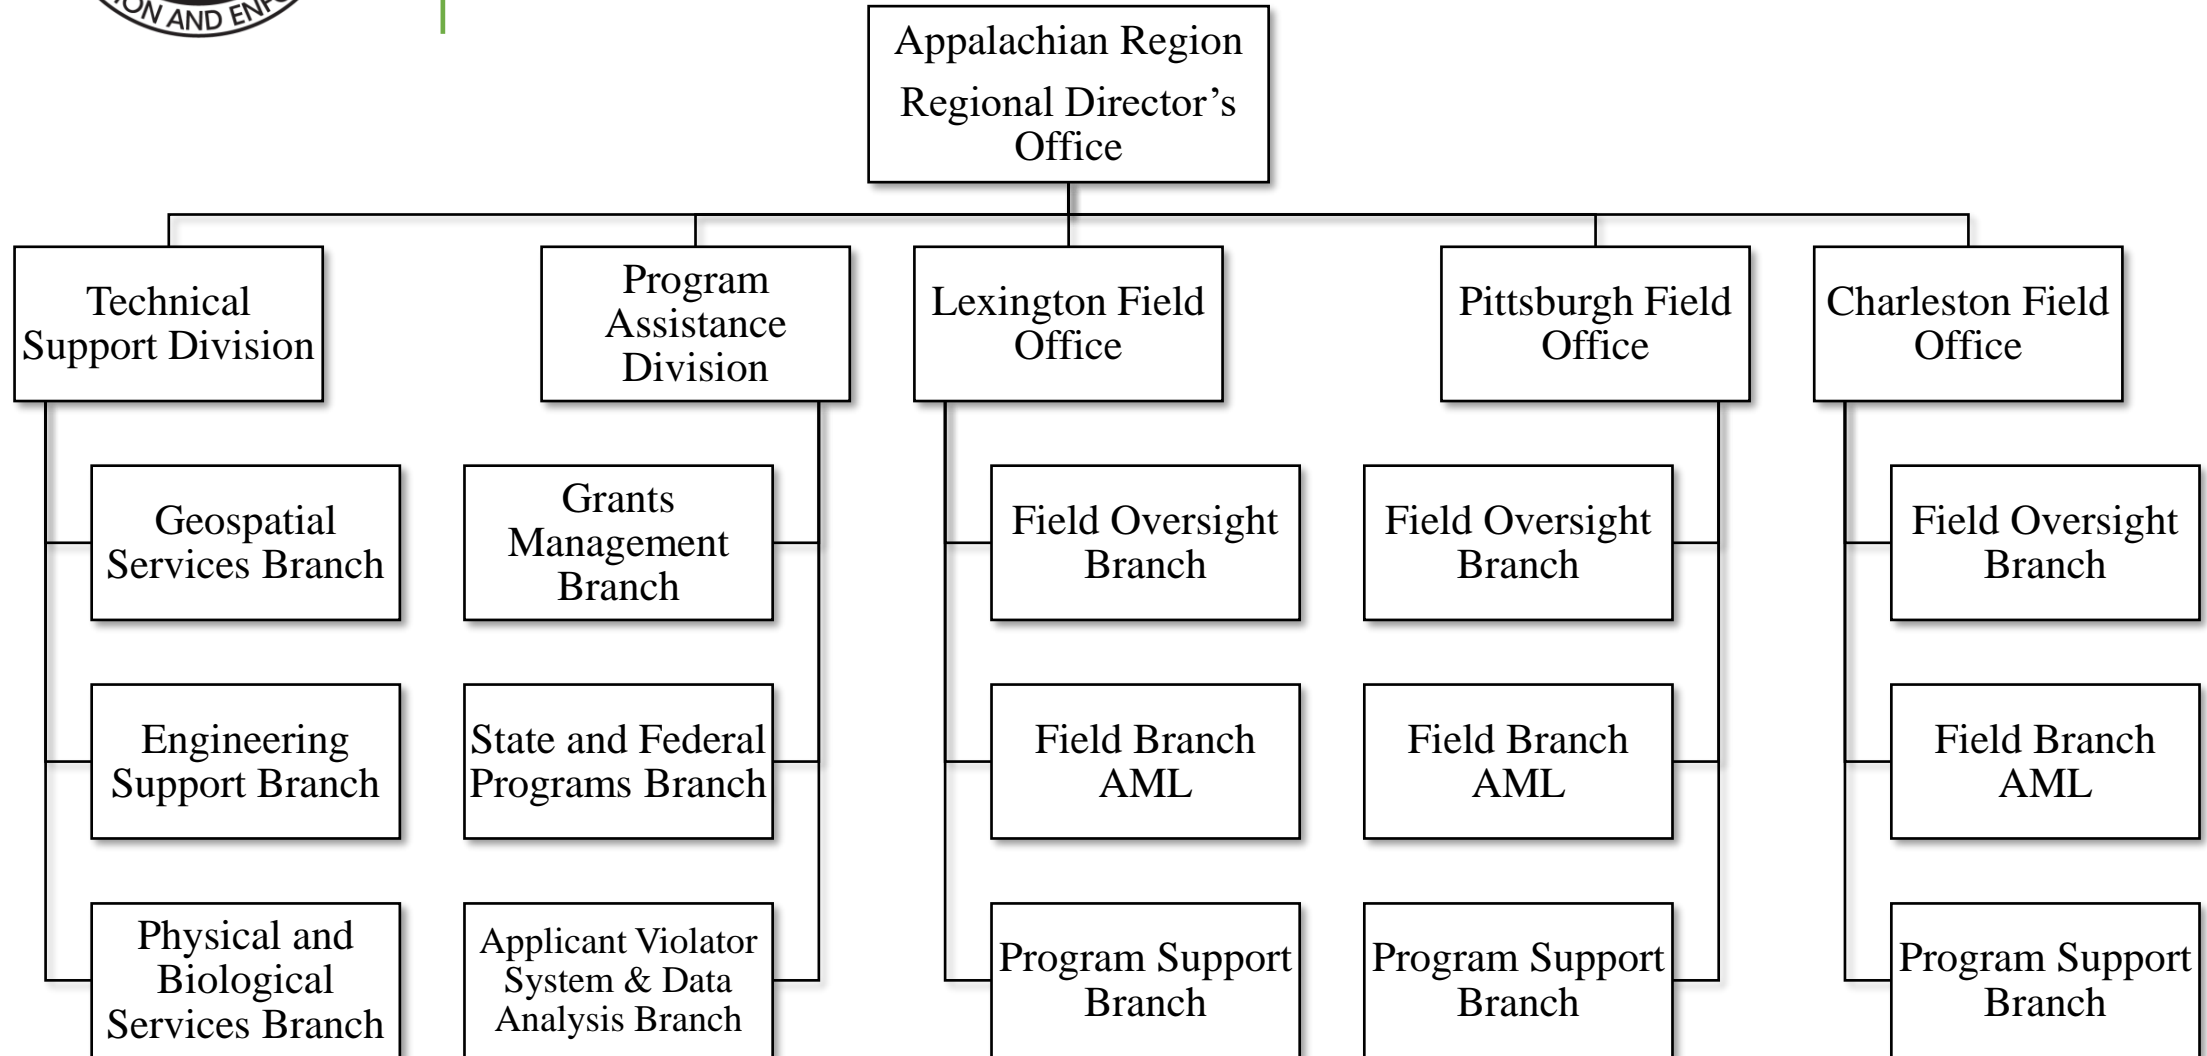 AND
Appalachian Region
Regional Director’s
Office
Technical
Support Division
Program
Assistance
Division
Lexington Field
Office
Pittsburgh Field
Office
Charleston Field
Office
Geospatial
Services Branch
Grants
Management
Branch
Field Oversight
Branch
Field Oversight
Branch
Field Oversight
Branch
Engineering
Support Branch
State and Federal
Programs Branch
Field Branch
AML
Field Branch
AML
Field Branch
AML
Physical and
Biological
Services Branch
Applicant Violator
System & Data
Analysis Branch
Program Support
Branch
Program Support
Branch
Program Support
Branch